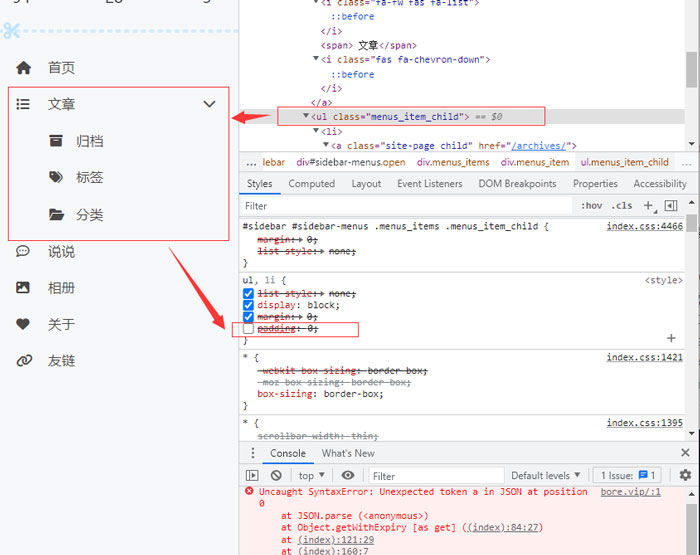 首页
文章
归档
标签
分类
说说
相册
关于
友链
<i class="fa-fw fas fa-list">
::before
</i>
<span> 文章</span>
<i class="fas fa-chevron-down">
::before
</i>
</a>
<ul class="menus_item_child"> == $0
<li>
<a class="site-page child" href="/archives/">
... idebar div#sidebar-menus.open div.menus_items div.menus_item ul.menus_item_child ...
Styles Computed Layout Event Listeners DOM Breakpoints Properties Accessibility
Filter :hov .cls +
#sidebar #sidebar-menus .menus_items .menus_item_child { index.css:4466
margin: 0;
list-style: none;
}
ul, li { <style>
list-style: none;
display: block;
margin: 0;
padding: 0;
}
* { index.css:1421
-webkit-box-sizing: border-box;
-moz-box-sizing: border-box;
box-sizing: border-box;
}
* { index.css:1395
scrollbar-width: thin;
Console What's New
top Filter Default levels 1 Issue: 1
Uncaught SyntaxError: Unexpected token a in JSON at position bore.vip/:1
0
at JSON.parse (<anonymous>)
at Object.getWithExpiry [as get] ((index):84:27)
at (index):121:29
at (index):160:7